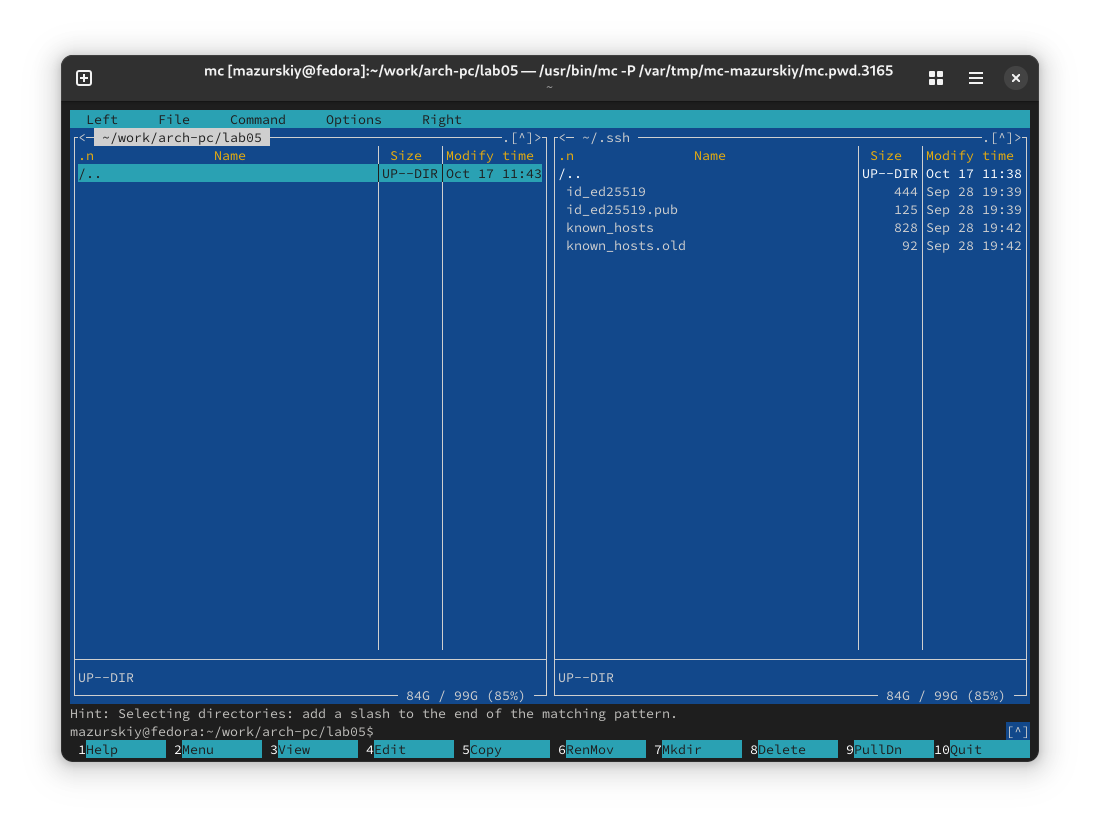 mc [mazurskiy@fedora]:~/work/arch-pc/lab05 — /usr/bin/mc -P /var/tmp/mc-mazurskiy/mc.pwd.3165
~
Left File Command Options Right
<─ ~/work/arch-pc/lab05 .[^]> <─ ~/.ssh .[^]>
.n Name Size Modify time .n Name Size Modify time
/.. UP--DIR Oct 17 11:43 /.. UP--DIR Oct 17 11:38
id_ed25519 444 Sep 28 19:39
id_ed25519.pub 125 Sep 28 19:39
known_hosts 828 Sep 28 19:42
known_hosts.old 92 Sep 28 19:42
UP--DIR UP--DIR
84G / 99G (85%) 84G / 99G (85%)
Hint: Selecting directories: add a slash to the end of the matching pattern.
mazurskiy@fedora:~/work/arch-pc/lab05$ [^]
1Help 2Menu 3View 4Edit 5Copy 6RenMov 7Mkdir 8Delete 9PullDn 10Quit